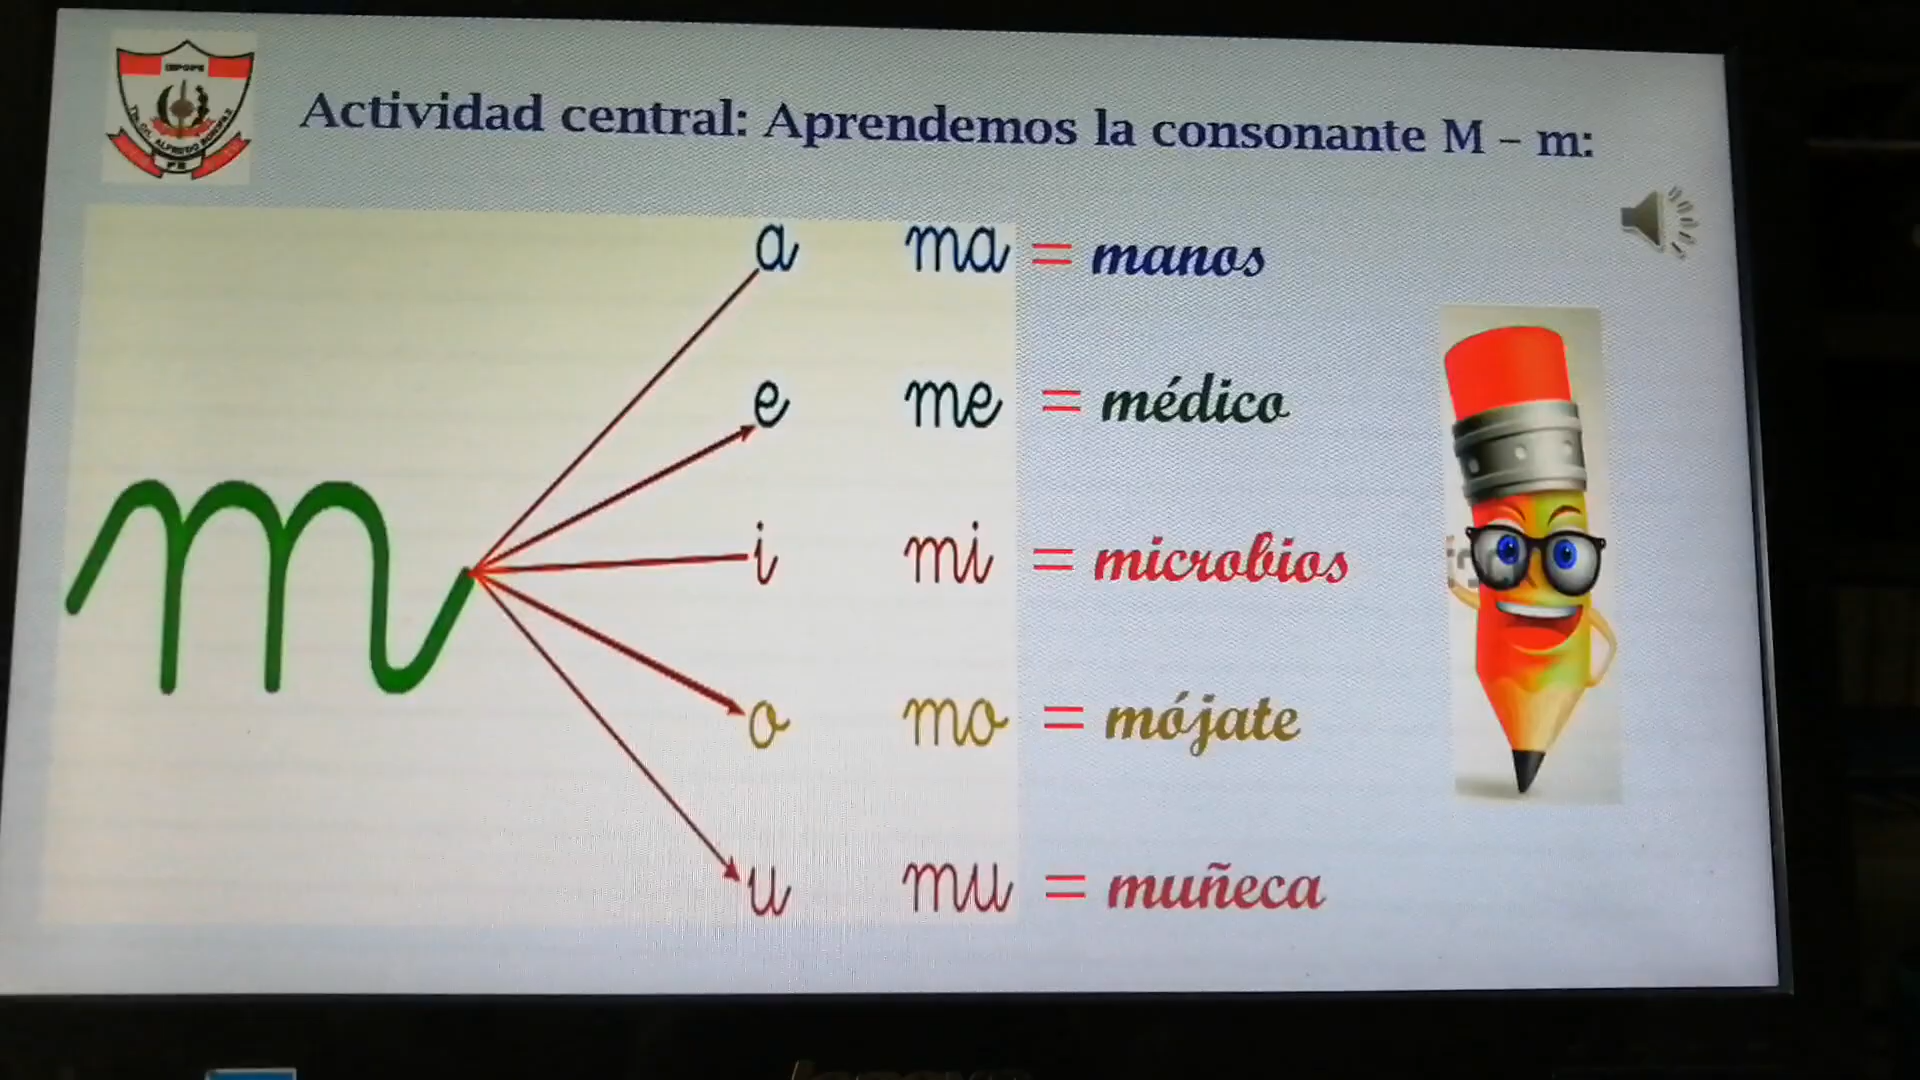 Actividad central: Aprendemos la consonante M – m:
a ma = manos
e me = médico
m i mi = microbios
o mo = mójate
u mu = muñeca